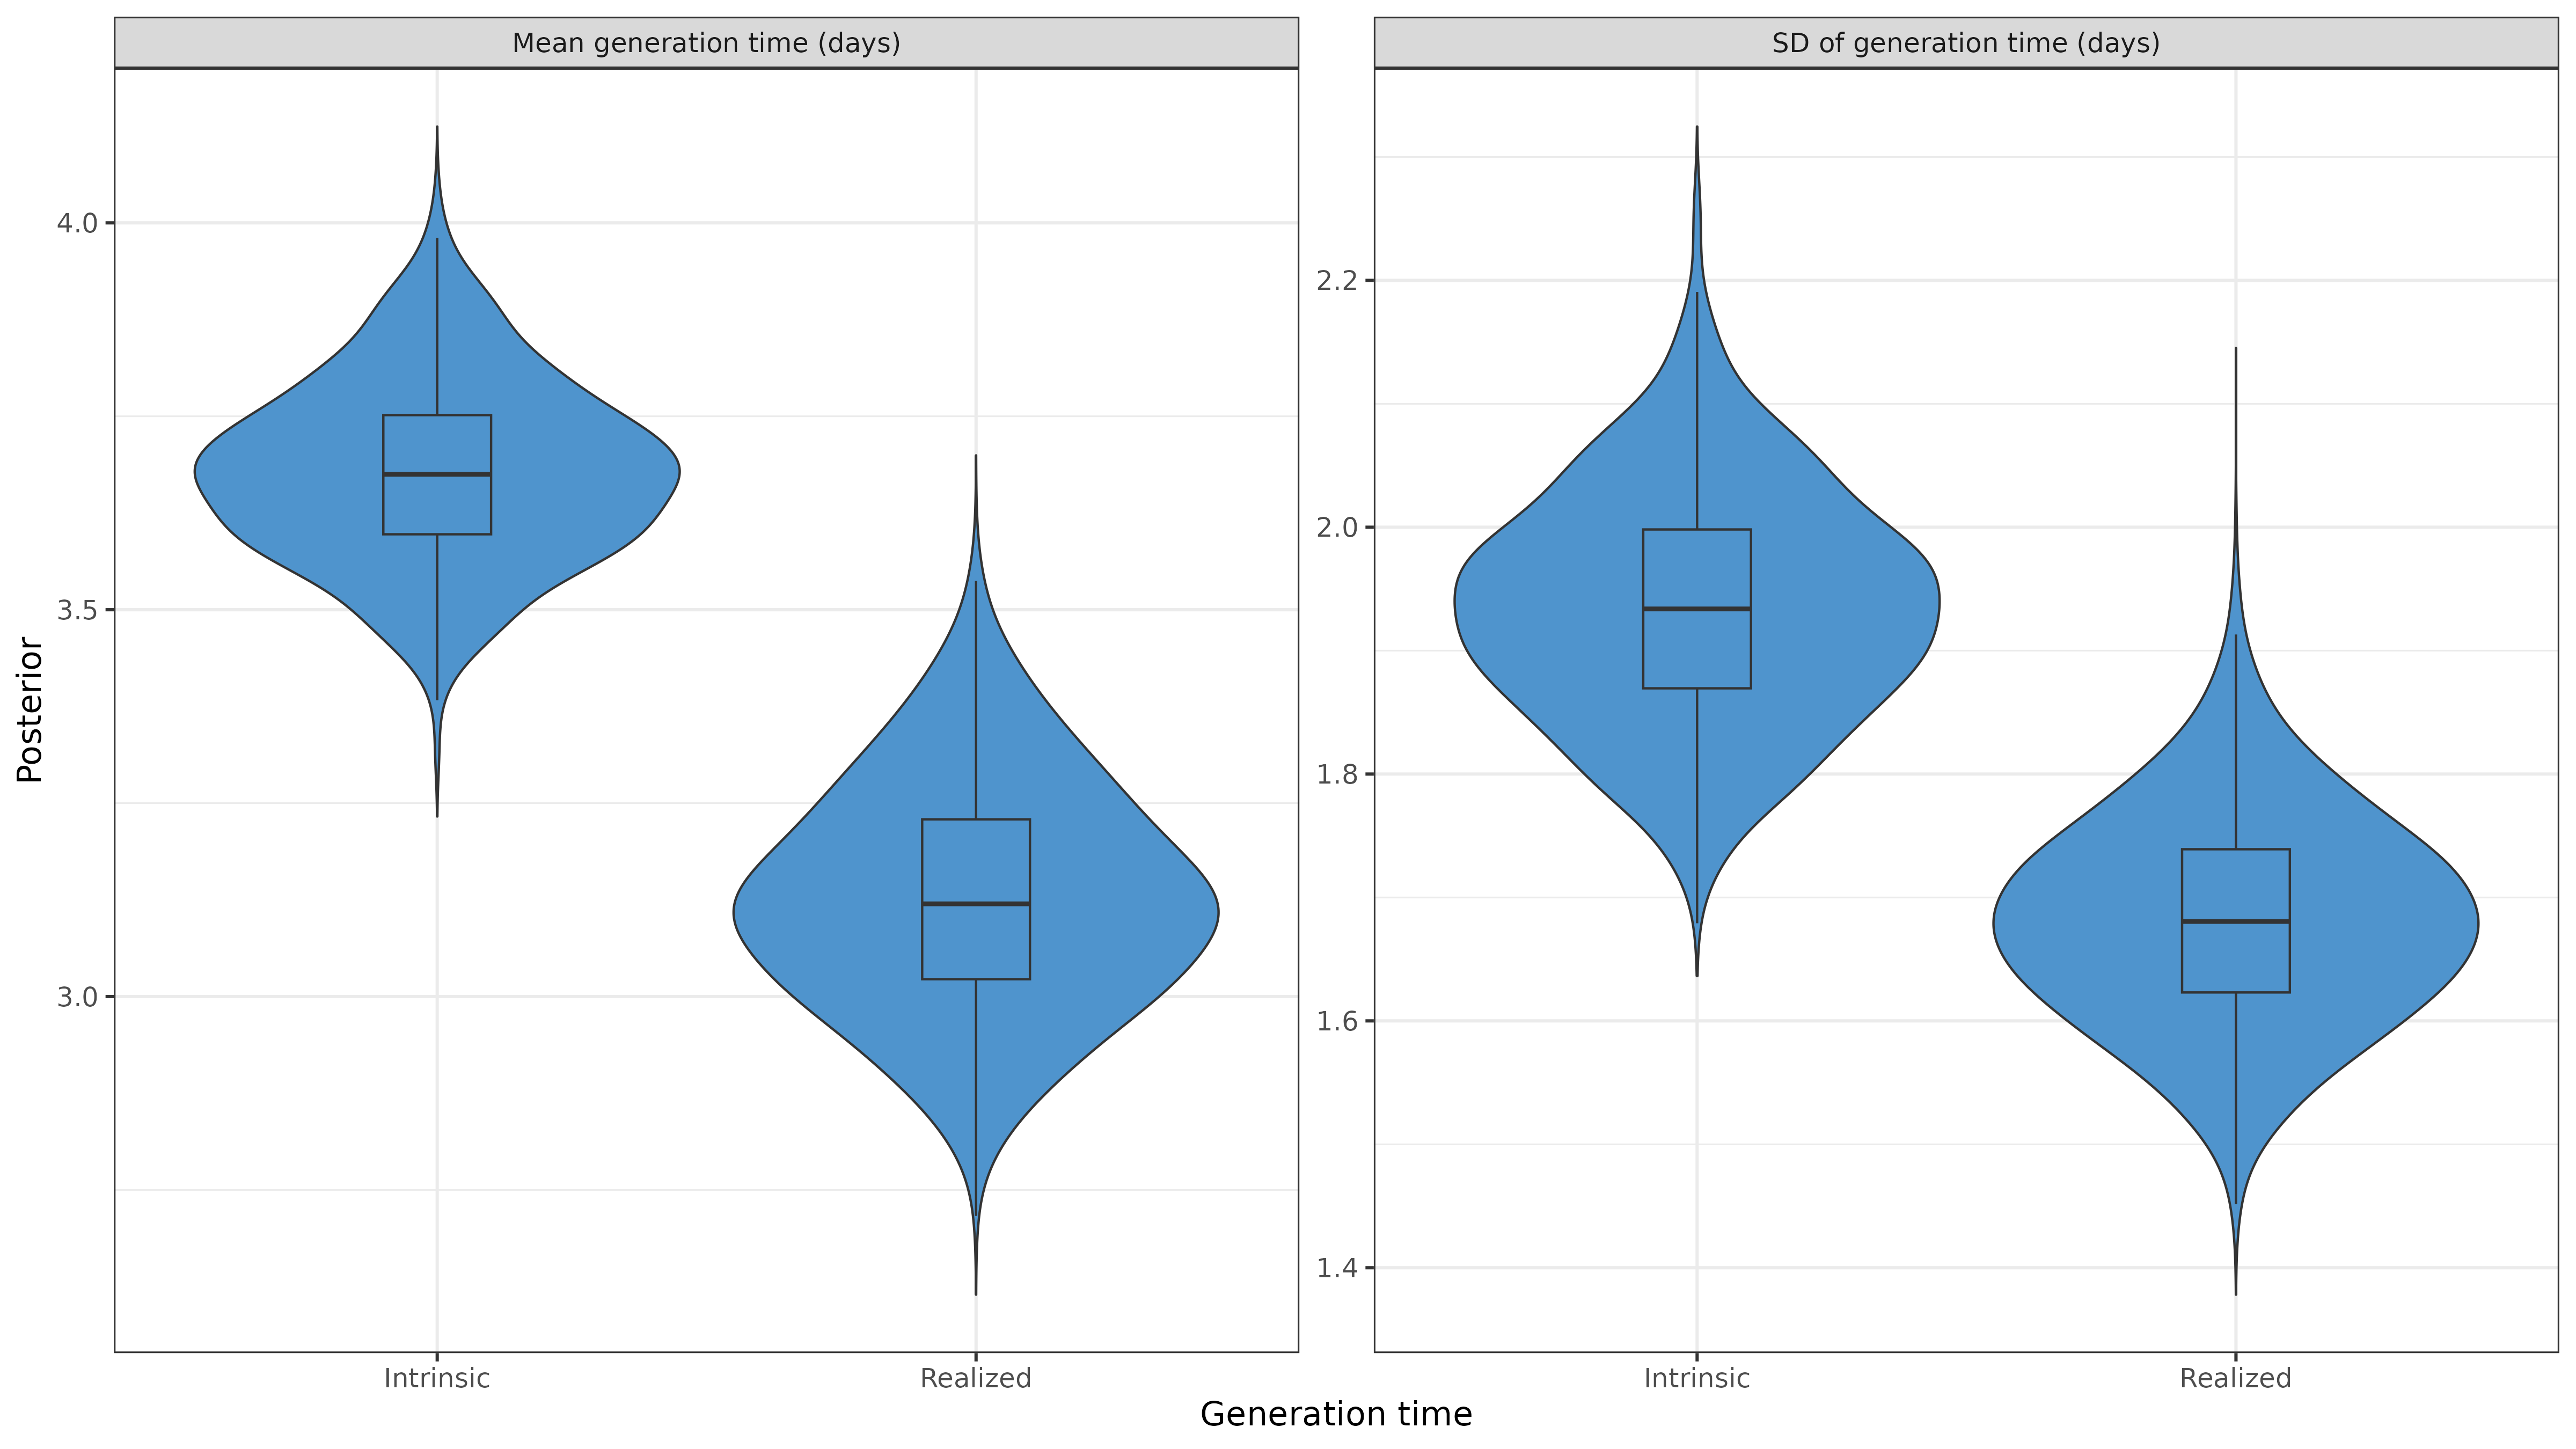 Mean generation time (days)
SD of generation time (days)
Posterior
4.0
3.5
3.0
2.2
2.0
1.8
1.6
1.4
Intrinsic
Realized
Intrinsic
Realized
Generation time